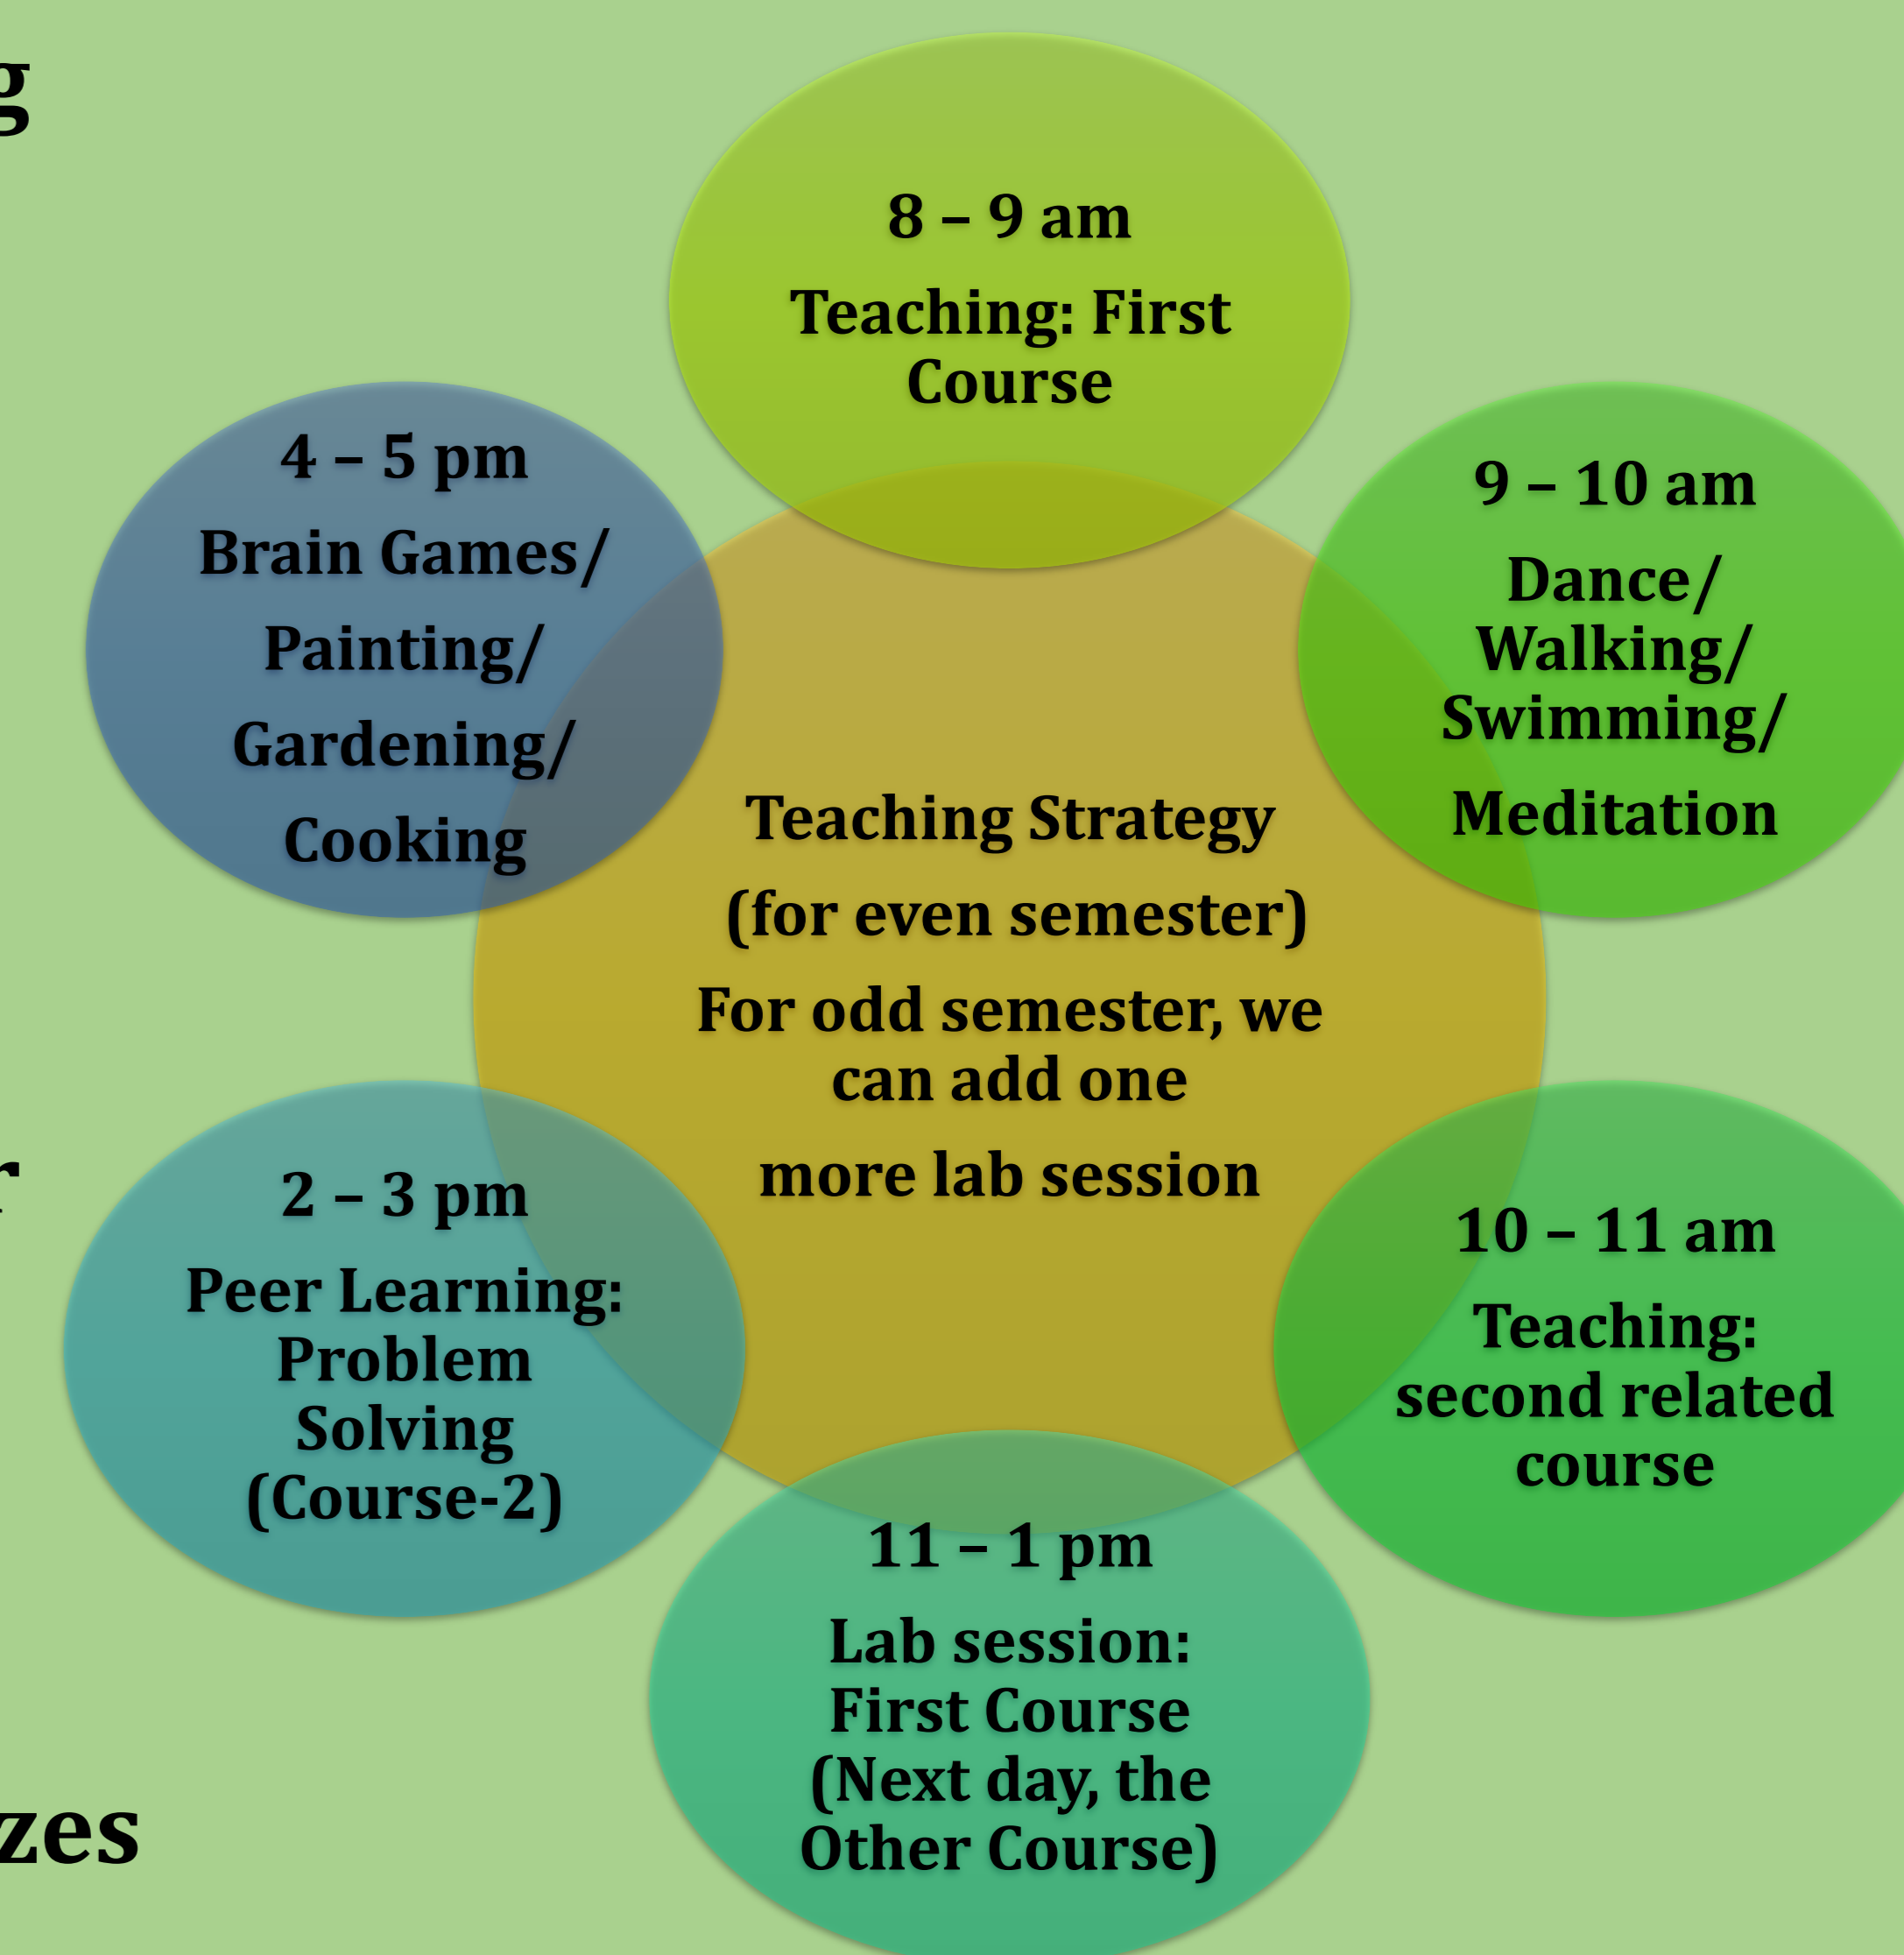 8 – 9 am
Teaching: First
Course
9 – 10 am
Dance/
Walking/
Swimming/
Meditation
10 – 11 am
Teaching:
second related
course
11 – 1 pm
Lab session:
First Course
(Next day, the
Other Course)
2 – 3 pm
Peer Learning:
Problem
Solving
(Course-2)
4 – 5 pm
Brain Games/
Painting/
Gardening/
Cooking
Teaching Strategy
(for even semester)
For odd semester, we
can add one
more lab session